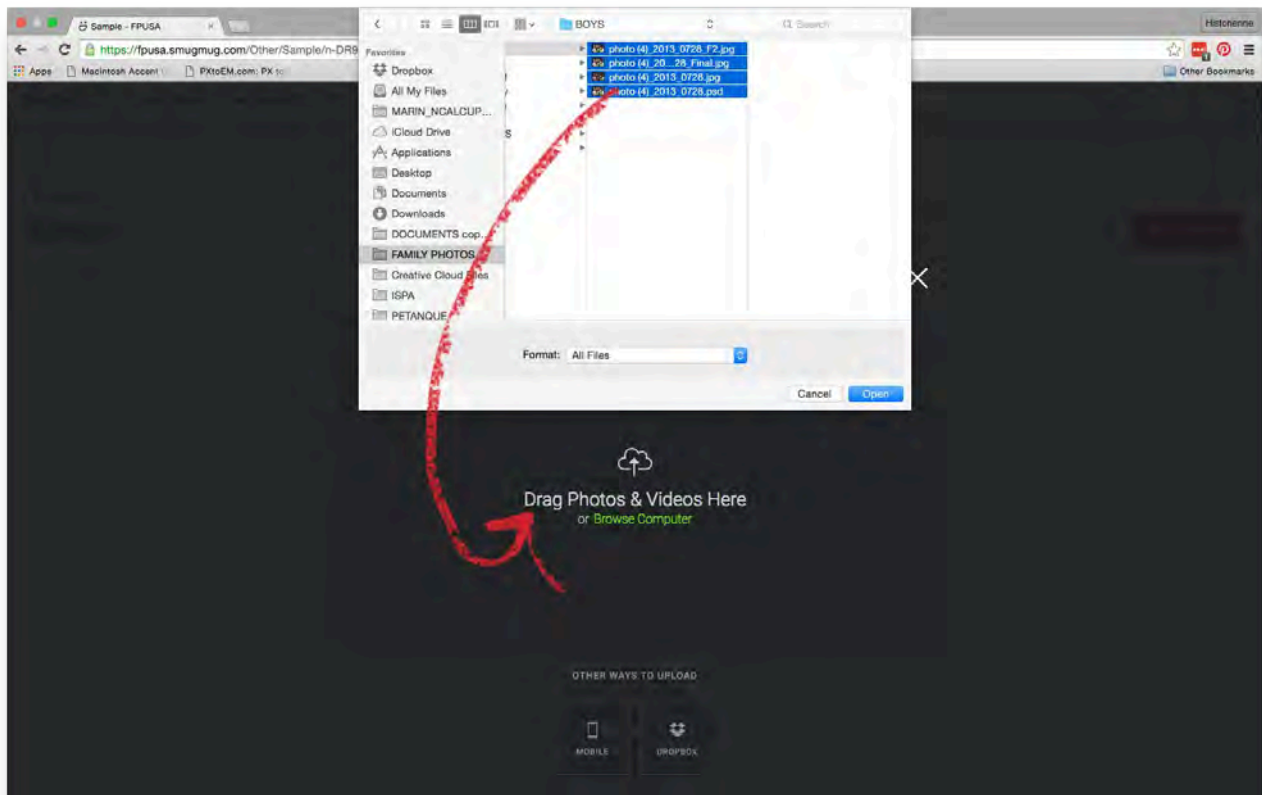 Sample - FPUSA
Histonenne
https://fpusa.smugmug.com/Other/Sample/n-DR9
Apps Macintosh Accent PXtoEM.com: PX to
Other Bookmarks
BOYS
Search
Favorites
Dropbox
All My Files
MARIN_NCALCUP...
iCloud Drive
Applications
Desktop
Documents
Downloads
DOCUMENTS cop...
FAMILY PHOTOS
Creative Cloud Files
ISPA
PETANQUE
S
photo (4)_2013_0728_F2.jpg
photo (4)_20...28_Final.jpg
photo (4)_2013_0728.jpg
photo (4)_2013_0728.psd
Format: All Files
Cancel Open
Drag Photos & Videos Here
or Browse Computer
OTHER WAYS TO UPLOAD
MOBILE DROPBOX